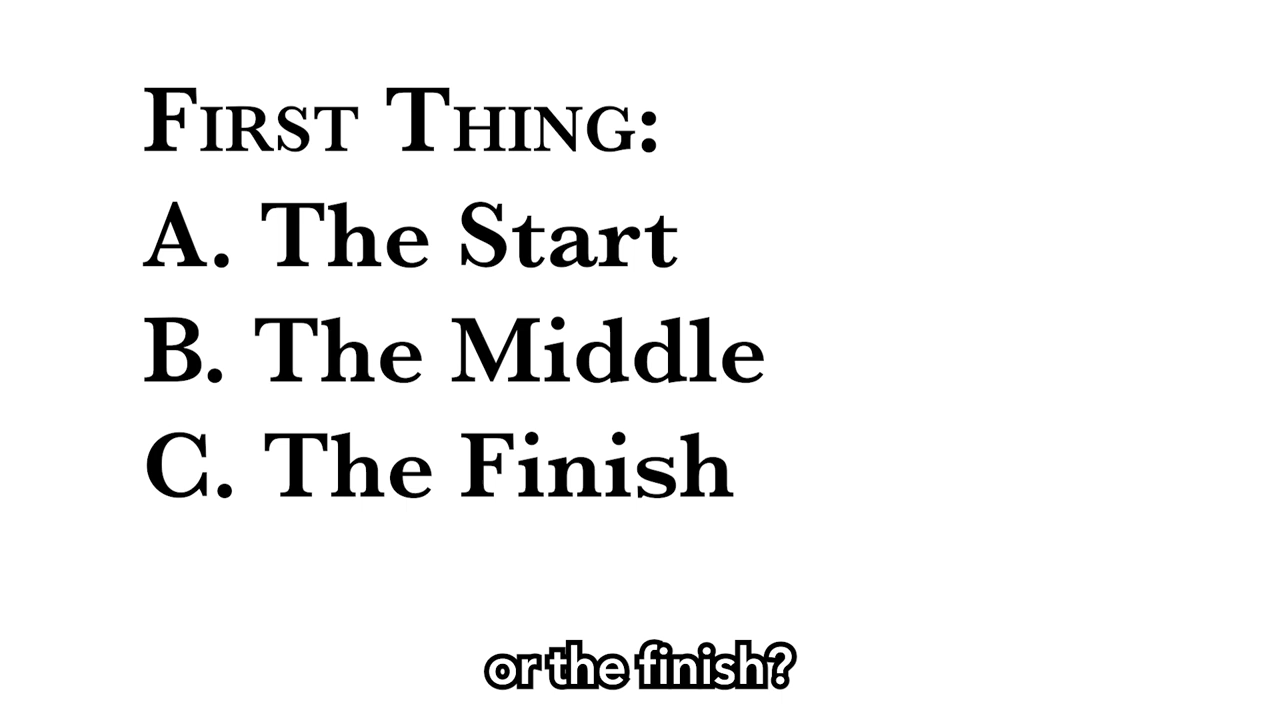 First Thing:
A. The Start
B. The Middle
C. The Finish
or the finish?